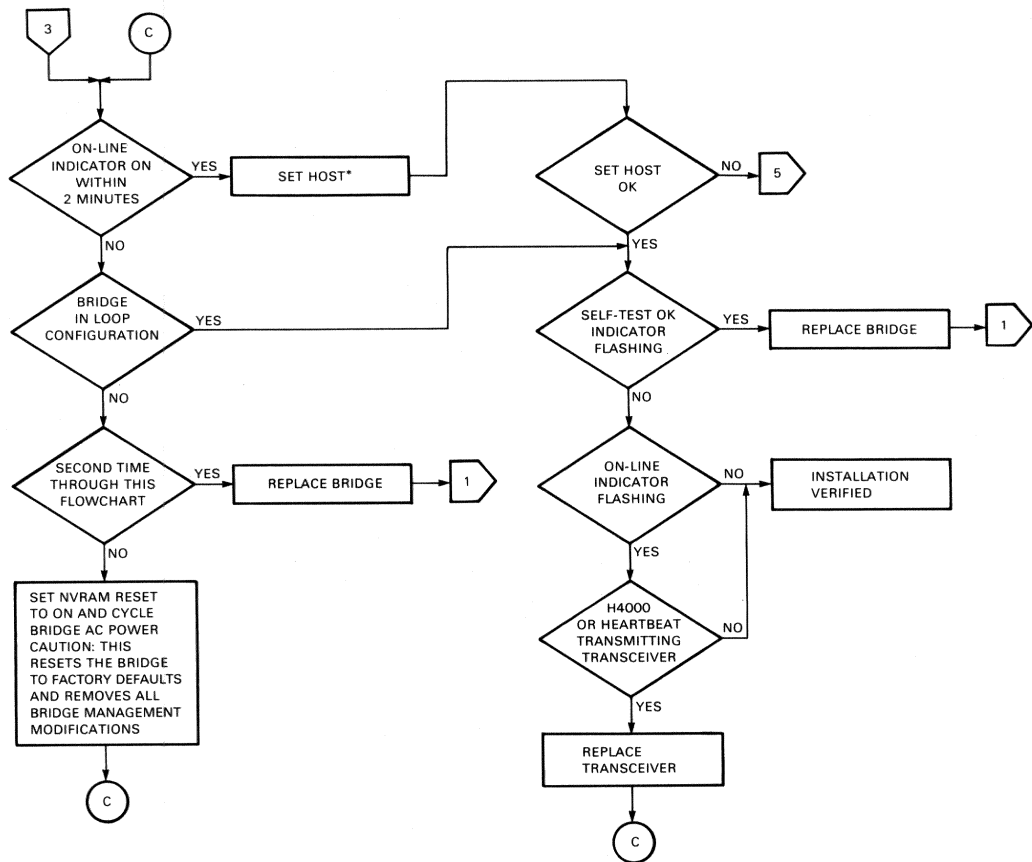 3
C
ON-LINE
INDICATOR ON
WITHIN
2 MINUTES
YES
SET HOST*
SET HOST
OK
NO
5
NO
YES
BRIDGE
IN LOOP
CONFIGURATION
YES
SELF-TEST OK
INDICATOR
FLASHING
YES
REPLACE BRIDGE
1
NO
NO
SECOND TIME
THROUGH THIS
FLOWCHART
YES
REPLACE BRIDGE
1
ON-LINE
INDICATOR
FLASHING
NO
INSTALLATION
VERIFIED
NO
YES
SET NVRAM RESET
TO ON AND CYCLE
BRIDGE AC POWER
CAUTION: THIS
RESETS THE BRIDGE
TO FACTORY DEFAULTS
AND REMOVES ALL
BRIDGE MANAGEMENT
MODIFICATIONS
H4000
OR HEARTBEAT
TRANSMITTING
TRANSCEIVER
NO
YES
REPLACE
TRANSCEIVER
C
C